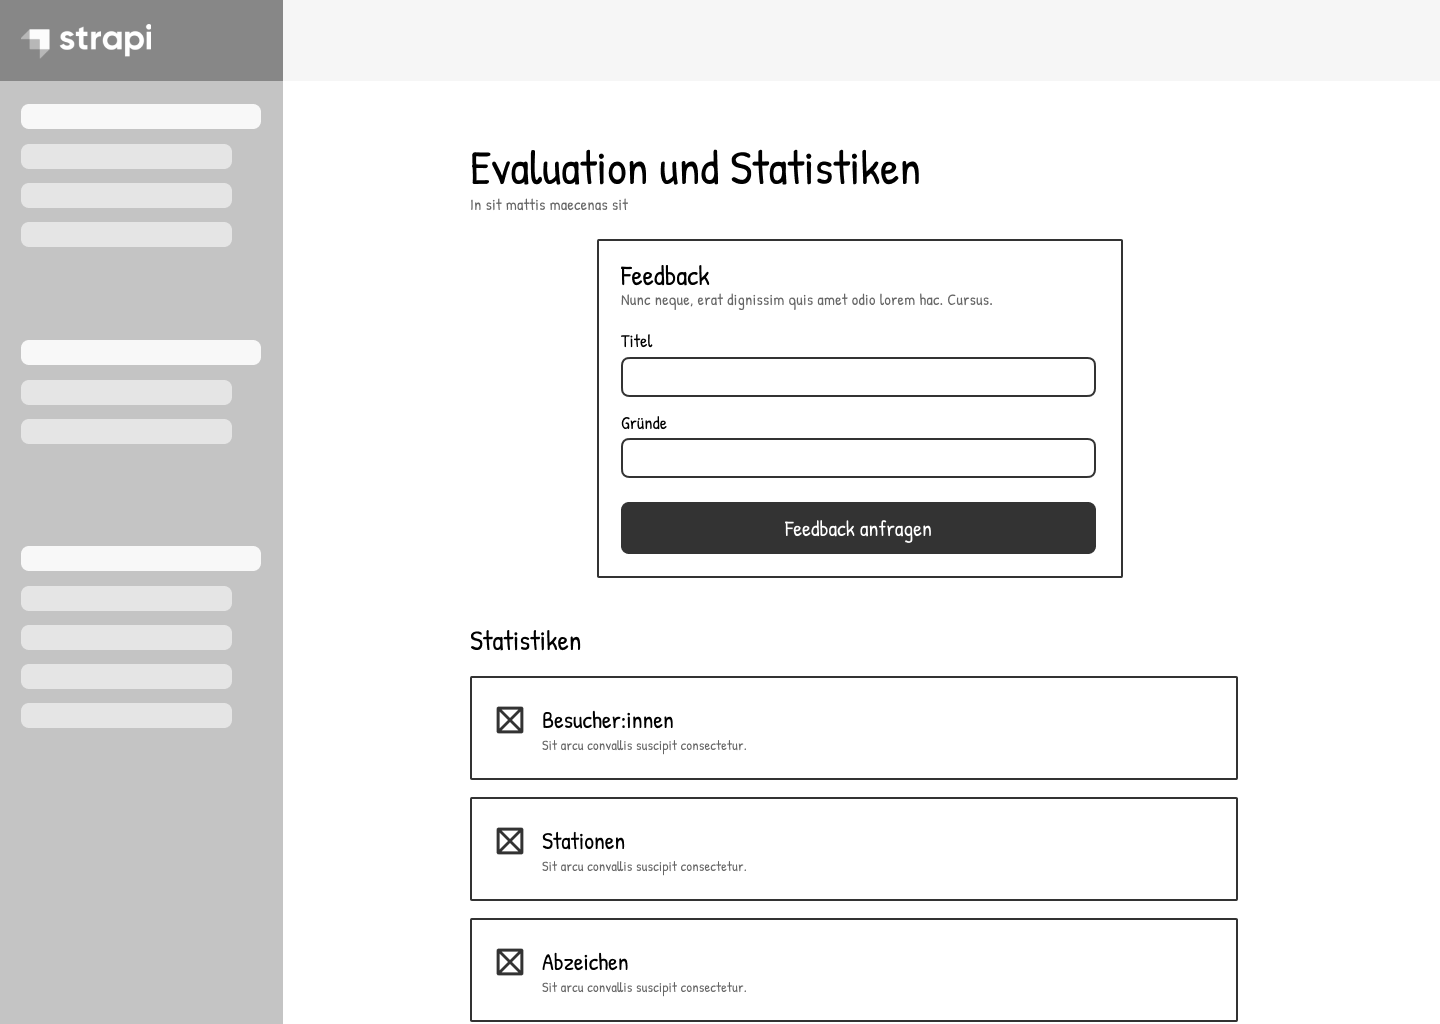 strapi
Evaluation und Statistiken
In sit mattis maecenas sit
Feedback
Nunc neque, erat dignissim quis amet odio lorem hac. Cursus.
Titel
Gründe
Feedback anfragen
Statistiken
Besucher:innen
Sit arcu convallis suscipit consectetur.
Stationen
Sit arcu convallis suscipit consectetur.
Abzeichen
Sit arcu convallis suscipit consectetur.